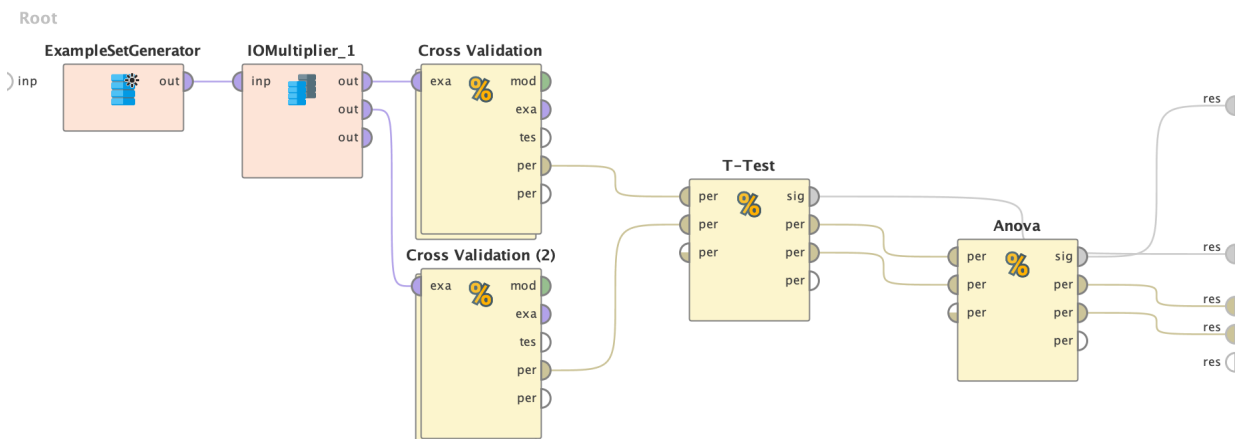 Root
inp
ExampleSetGenerator
out
IOMultiplier_1
inp
out
out
out
Cross Validation
exa
mod
exa
tes
per
per
Cross Validation (2)
exa
mod
exa
tes
per
per
T-Test
per
sig
per
per
per
per
per
Anova
per
sig
per
per
per
per
per
res
res
res
res
res